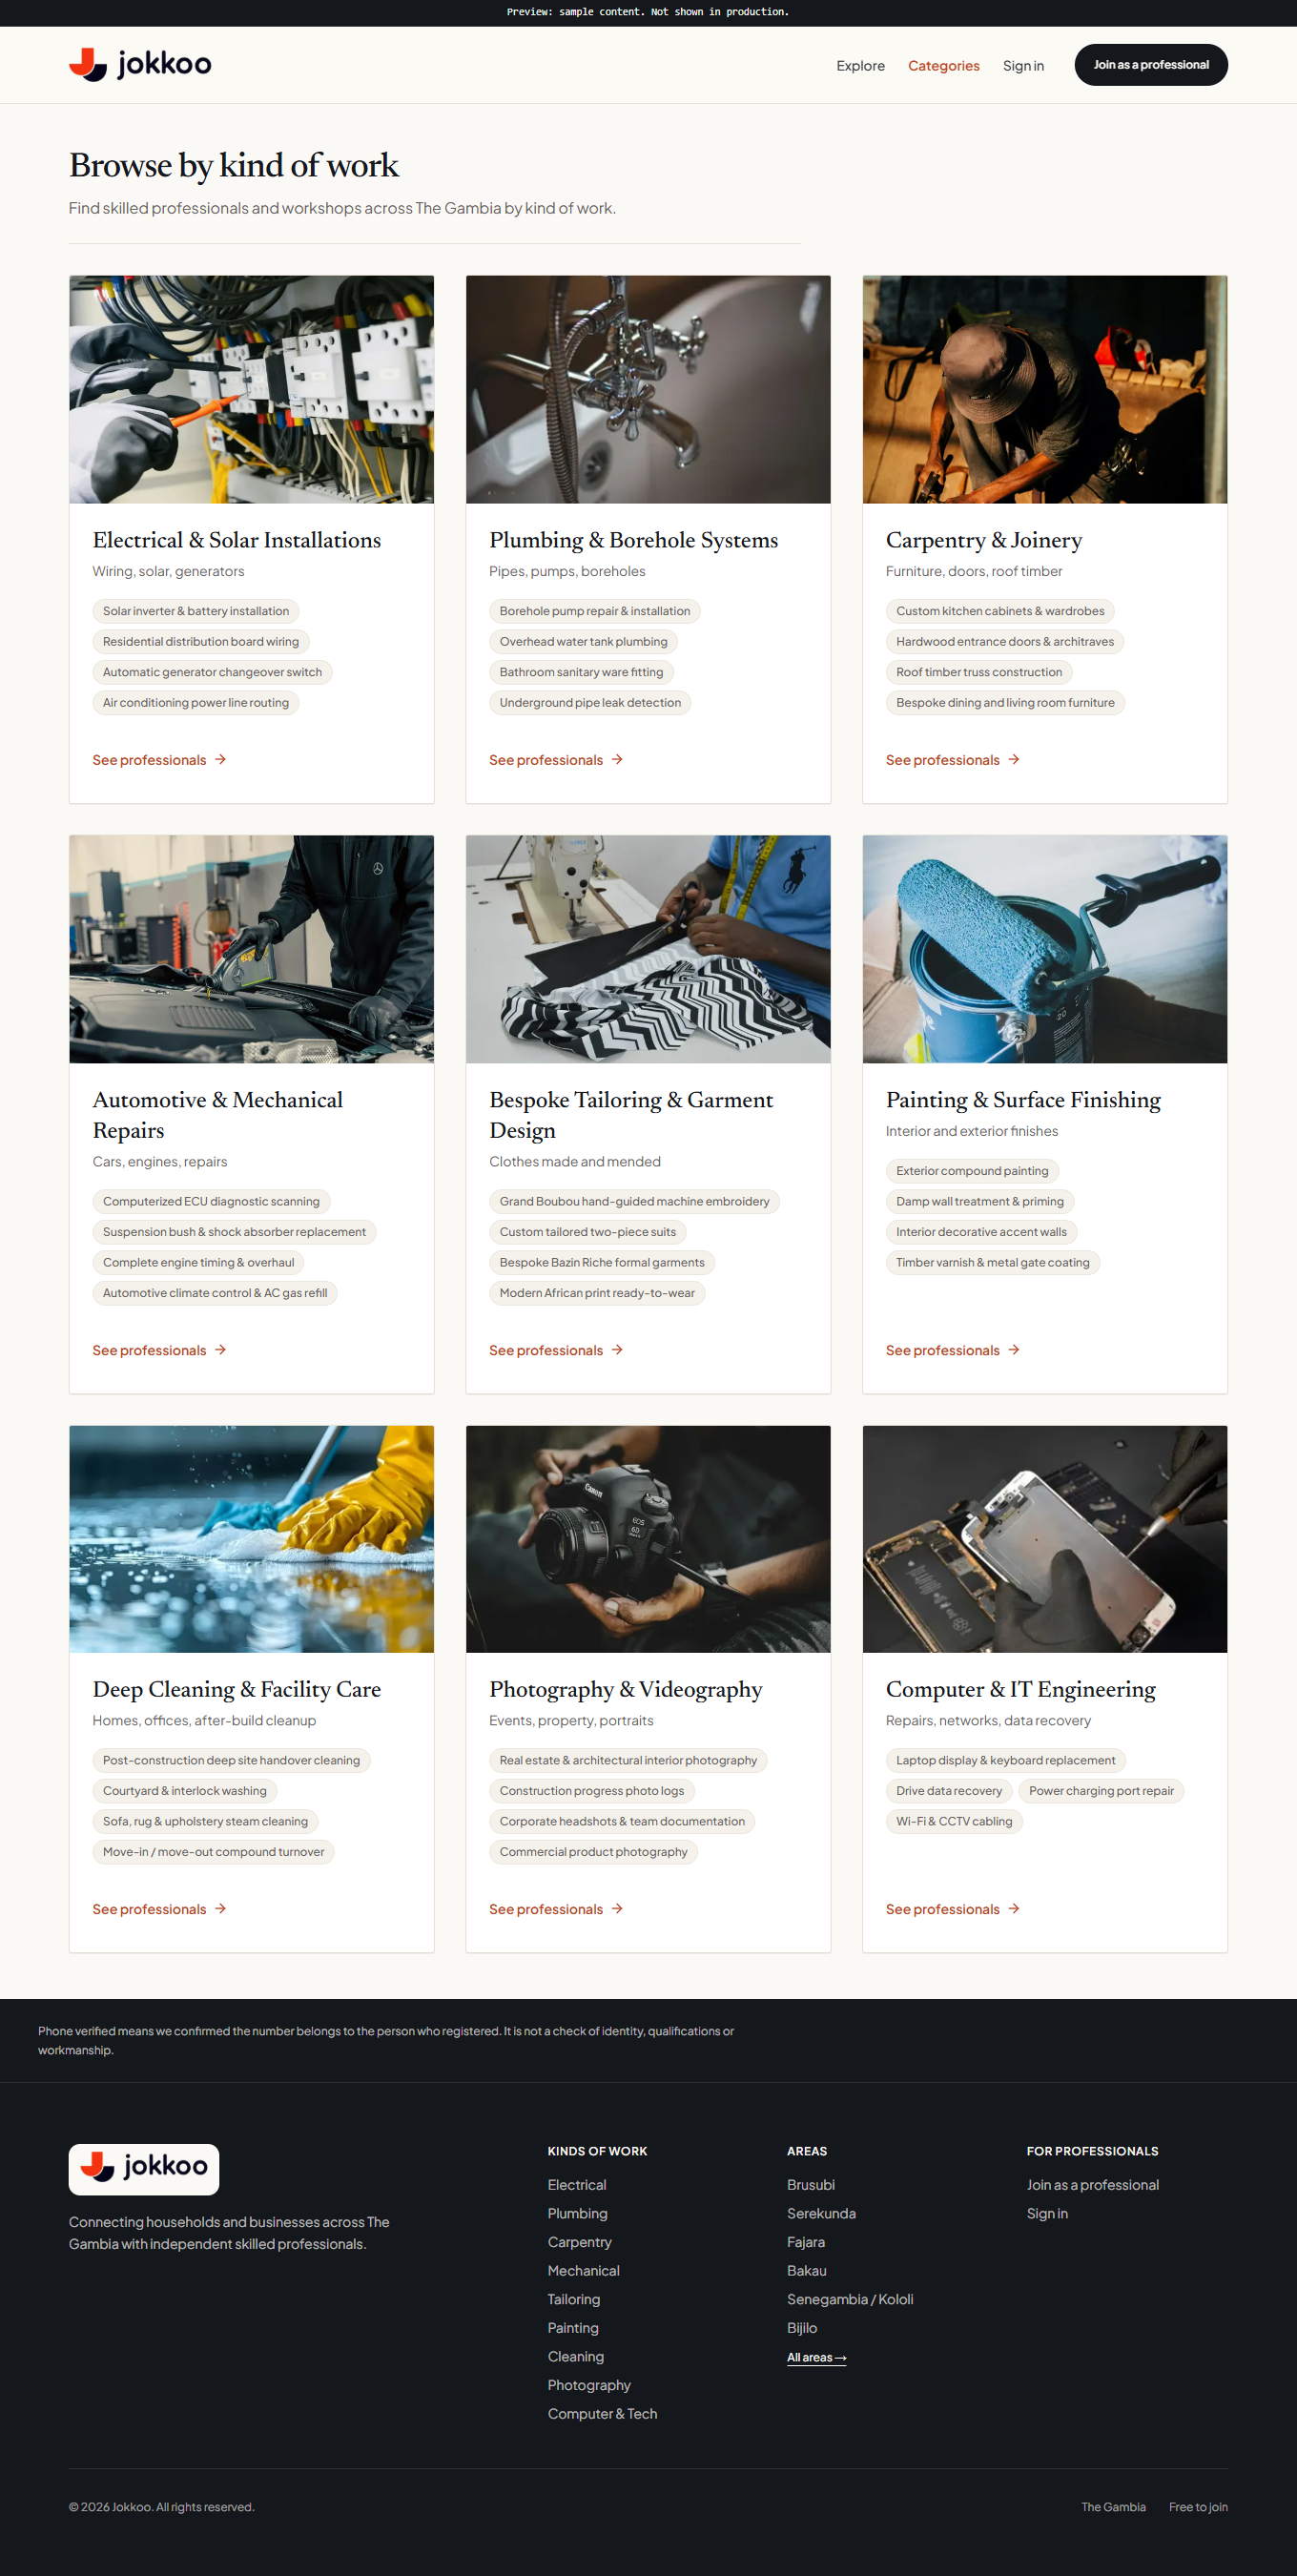 Preview: sample content. Not shown in production.
jokkoo
Explore
Categories
Sign in
Join as a professional
Browse by kind of work
Find skilled professionals and workshops across The Gambia by kind of work.
Electrical & Solar Installations
Wiring, solar, generators
Solar inverter & battery installation
Residential distribution board wiring
Automatic generator changeover switch
Air conditioning power line routing
See professionals →
Plumbing & Borehole Systems
Pipes, pumps, boreholes
Borehole pump repair & installation
Overhead water tank plumbing
Bathroom sanitary ware fitting
Underground pipe leak detection
See professionals →
Carpentry & Joinery
Furniture, doors, roof timber
Custom kitchen cabinets & wardrobes
Hardwood entrance doors & architraves
Roof timber truss construction
Bespoke dining and living room furniture
See professionals →
Automotive & Mechanical
Repairs
Cars, engines, repairs
Computerized ECU diagnostic scanning
Suspension bush & shock absorber replacement
Complete engine timing & overhaul
Automotive climate control & AC gas refill
See professionals →
Bespoke Tailoring & Garment
Design
Clothes made and mended
Grand Boubou hand-guided machine embroidery
Custom tailored two-piece suits
Bespoke Bazin Riche formal garments
Modern African print ready-to-wear
See professionals →
Painting & Surface Finishing
Interior and exterior finishes
Exterior compound painting
Damp wall treatment & priming
Interior decorative accent walls
Timber varnish & metal gate coating
See professionals →
Deep Cleaning & Facility Care
Homes, offices, after-build cleanup
Post-construction deep site handover cleaning
Courtyard & interlock washing
Sofa, rug & upholstery steam cleaning
Move-in / move-out compound turnover
See professionals →
Canon
EOS
6D
Photography & Videography
Events, property, portraits
Real estate & architectural interior photography
Construction progress photo logs
Corporate headshots & team documentation
Commercial product photography
See professionals →
Computer & IT Engineering
Repairs, networks, data recovery
Laptop display & keyboard replacement
Drive data recovery
Power charging port repair
Wi-Fi & CCTV cabling
See professionals →
Phone verified means we confirmed the number belongs to the person who registered. It is not a check of identity, qualifications or
workmanship.
jokkoo
Connecting households and businesses across The
Gambia with independent skilled professionals.
KINDS OF WORK
Electrical
Plumbing
Carpentry
Mechanical
Tailoring
Painting
Cleaning
Photography
Computer & Tech
AREAS
Brusubi
Serekunda
Fajara
Bakau
Senegambia / Kololi
Bijilo
All areas →
FOR PROFESSIONALS
Join as a professional
Sign in
© 2026 Jokkoo. All rights reserved.
The Gambia
Free to join